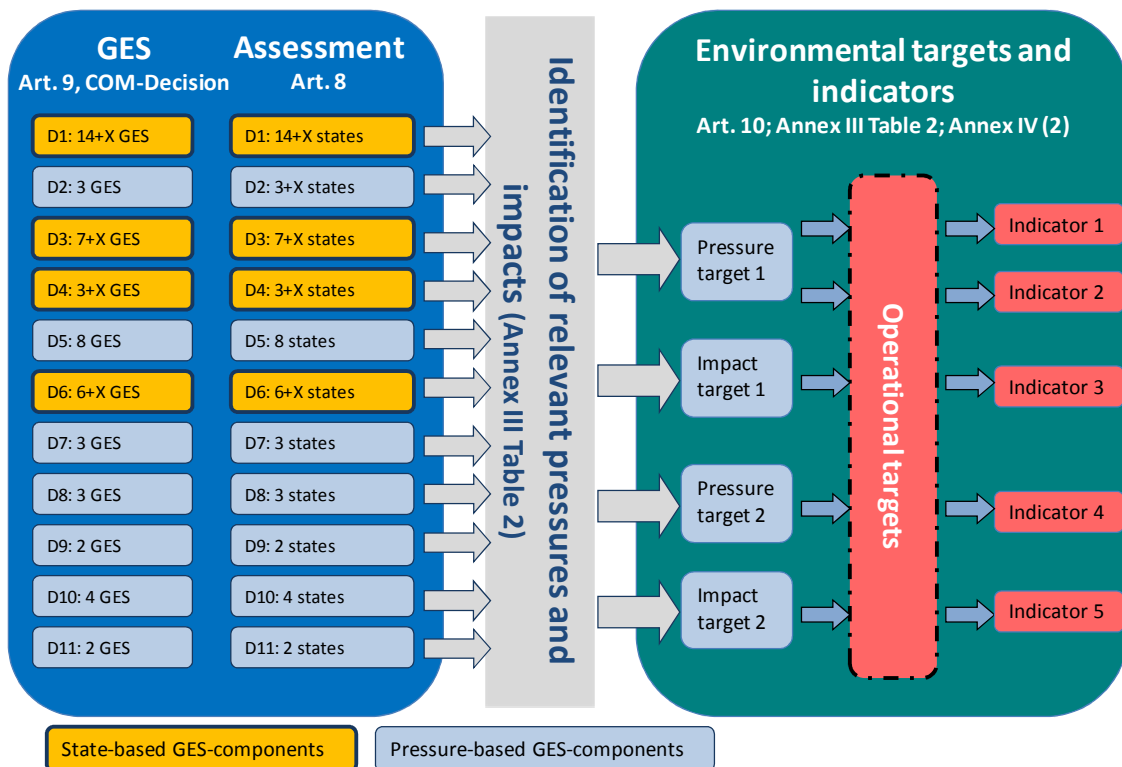 GES
Art. 9, COM-Decision
Assessment
Art. 8
D1: 14+X GES
D1: 14+X states
D2: 3 GES
D2: 3+X states
D3: 7+X GES
D3: 7+X states
D4: 3+X GES
D4: 3+X states
D5: 8 GES
D5: 8 states
D6: 6+X GES
D6: 6+X states
D7: 3 GES
D7: 3 states
D8: 3 GES
D8: 3 states
D9: 2 GES
D9: 2 states
D10: 4 GES
D10: 4 states
D11: 2 GES
D11: 2 states
Identification of relevant pressures and
impacts (Annex III Table 2)
Environmental targets and
indicators
Art. 10; Annex III Table 2; Annex IV (2)
Pressure
target 1
Impact
target 1
Pressure
target 2
Impact
target 2
Operational targets
Indicator 1
Indicator 2
Indicator 3
Indicator 4
Indicator 5
State-based GES-components
Pressure-based GES-components